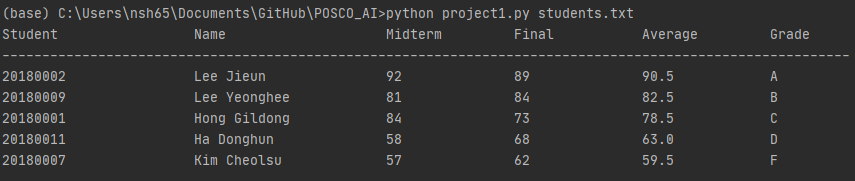 (base) C:\Users\nsh65\Documents\GitHub\POSCO_AI>python project1.py students.txt
Student Name Midterm Final Average Grade
----------------------------------------------------------------------------------------------------------
20180002 Lee Jieun 92 89 90.5 A
20180009 Lee Yeonghee 81 84 82.5 B
20180001 Hong Gildong 84 73 78.5 C
20180011 Ha Donghun 58 68 63.0 D
20180007 Kim Cheolsu 57 62 59.5 F